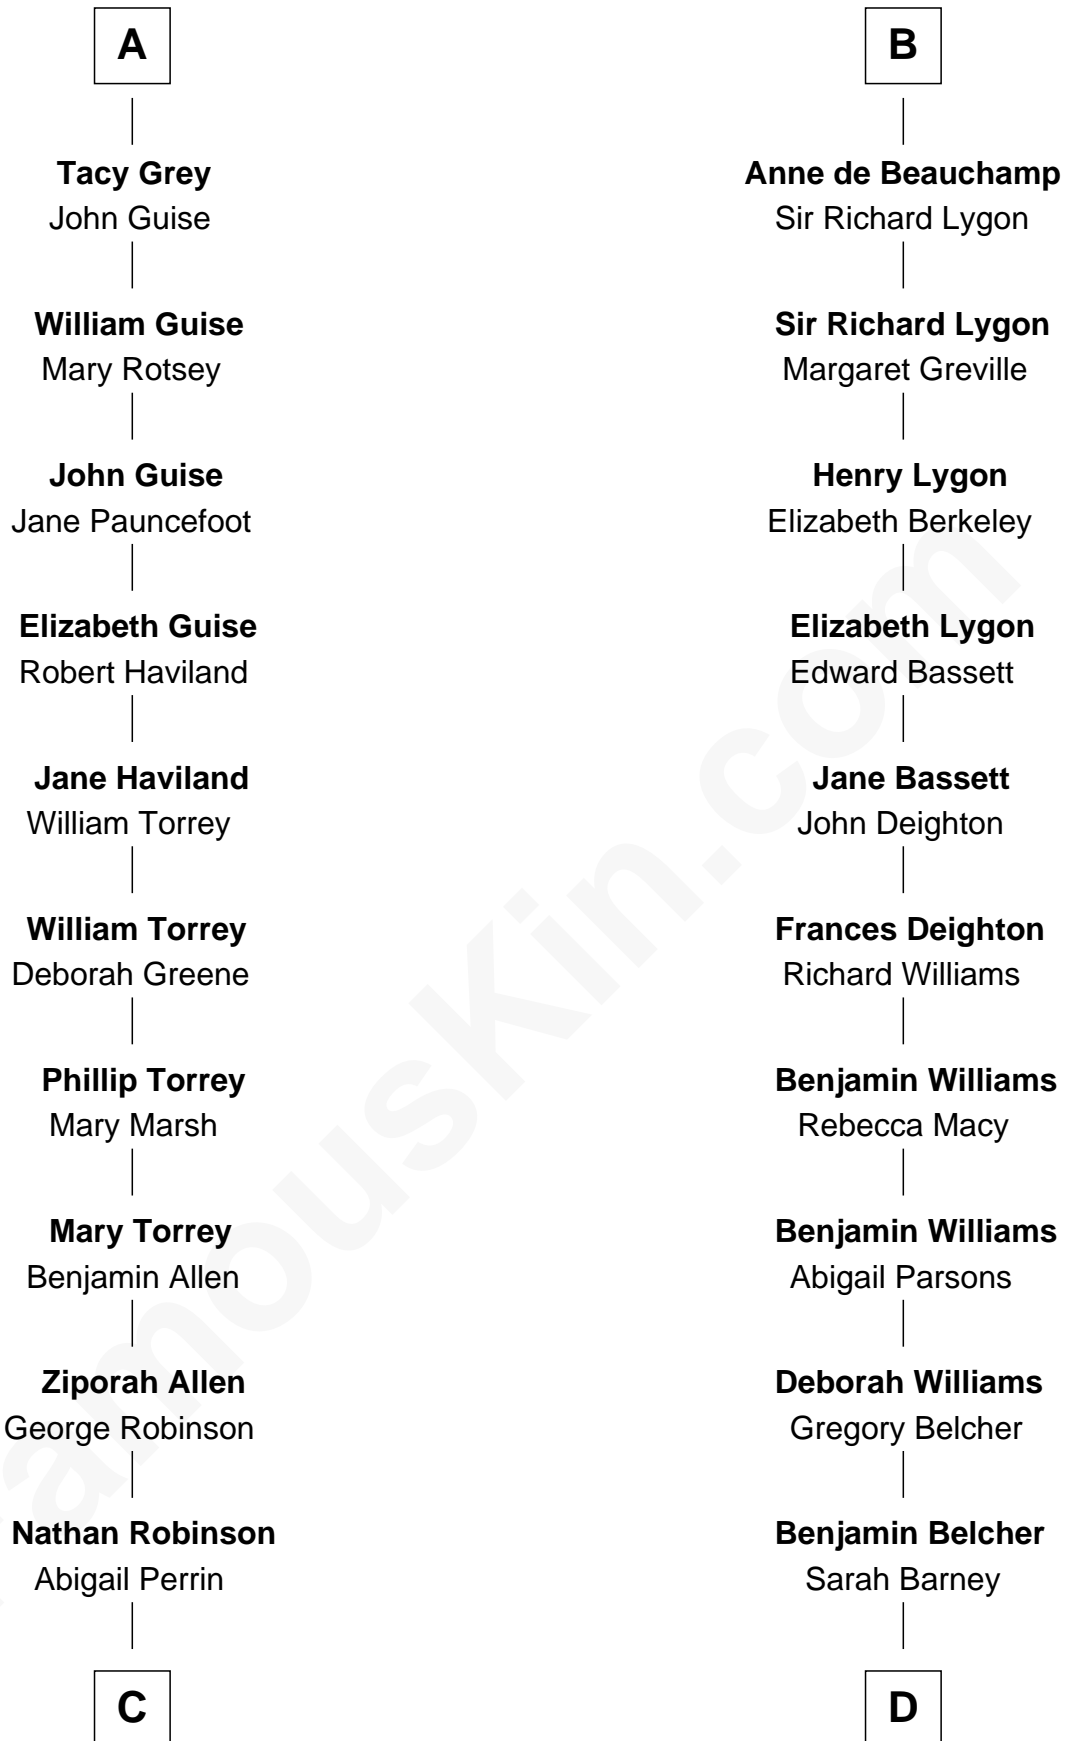 A
Tacy Grey
John Guise
William Guise
Mary Rotsey
John Guise
Jane Pauncefoot
Elizabeth Guise
Robert Haviland
Jane Haviland
William Torrey
William Torrey
Deborah Greene
Phillip Torrey
Mary Marsh
Mary Torrey
Benjamin Allen
Ziporah Allen
George Robinson
Nathan Robinson
Abigail Perrin
C
B
Anne de Beauchamp
Sir Richard Lygon
Sir Richard Lygon
Margaret Greville
Henry Lygon
Elizabeth Berkeley
Elizabeth Lygon
Edward Bassett
Jane Bassett
John Deighton
Frances Deighton
Richard Williams
Benjamin Williams
Rebecca Macy
Benjamin Williams
Abigail Parsons
Deborah Williams
Gregory Belcher
Benjamin Belcher
Sarah Barney
D
FamousKin.com